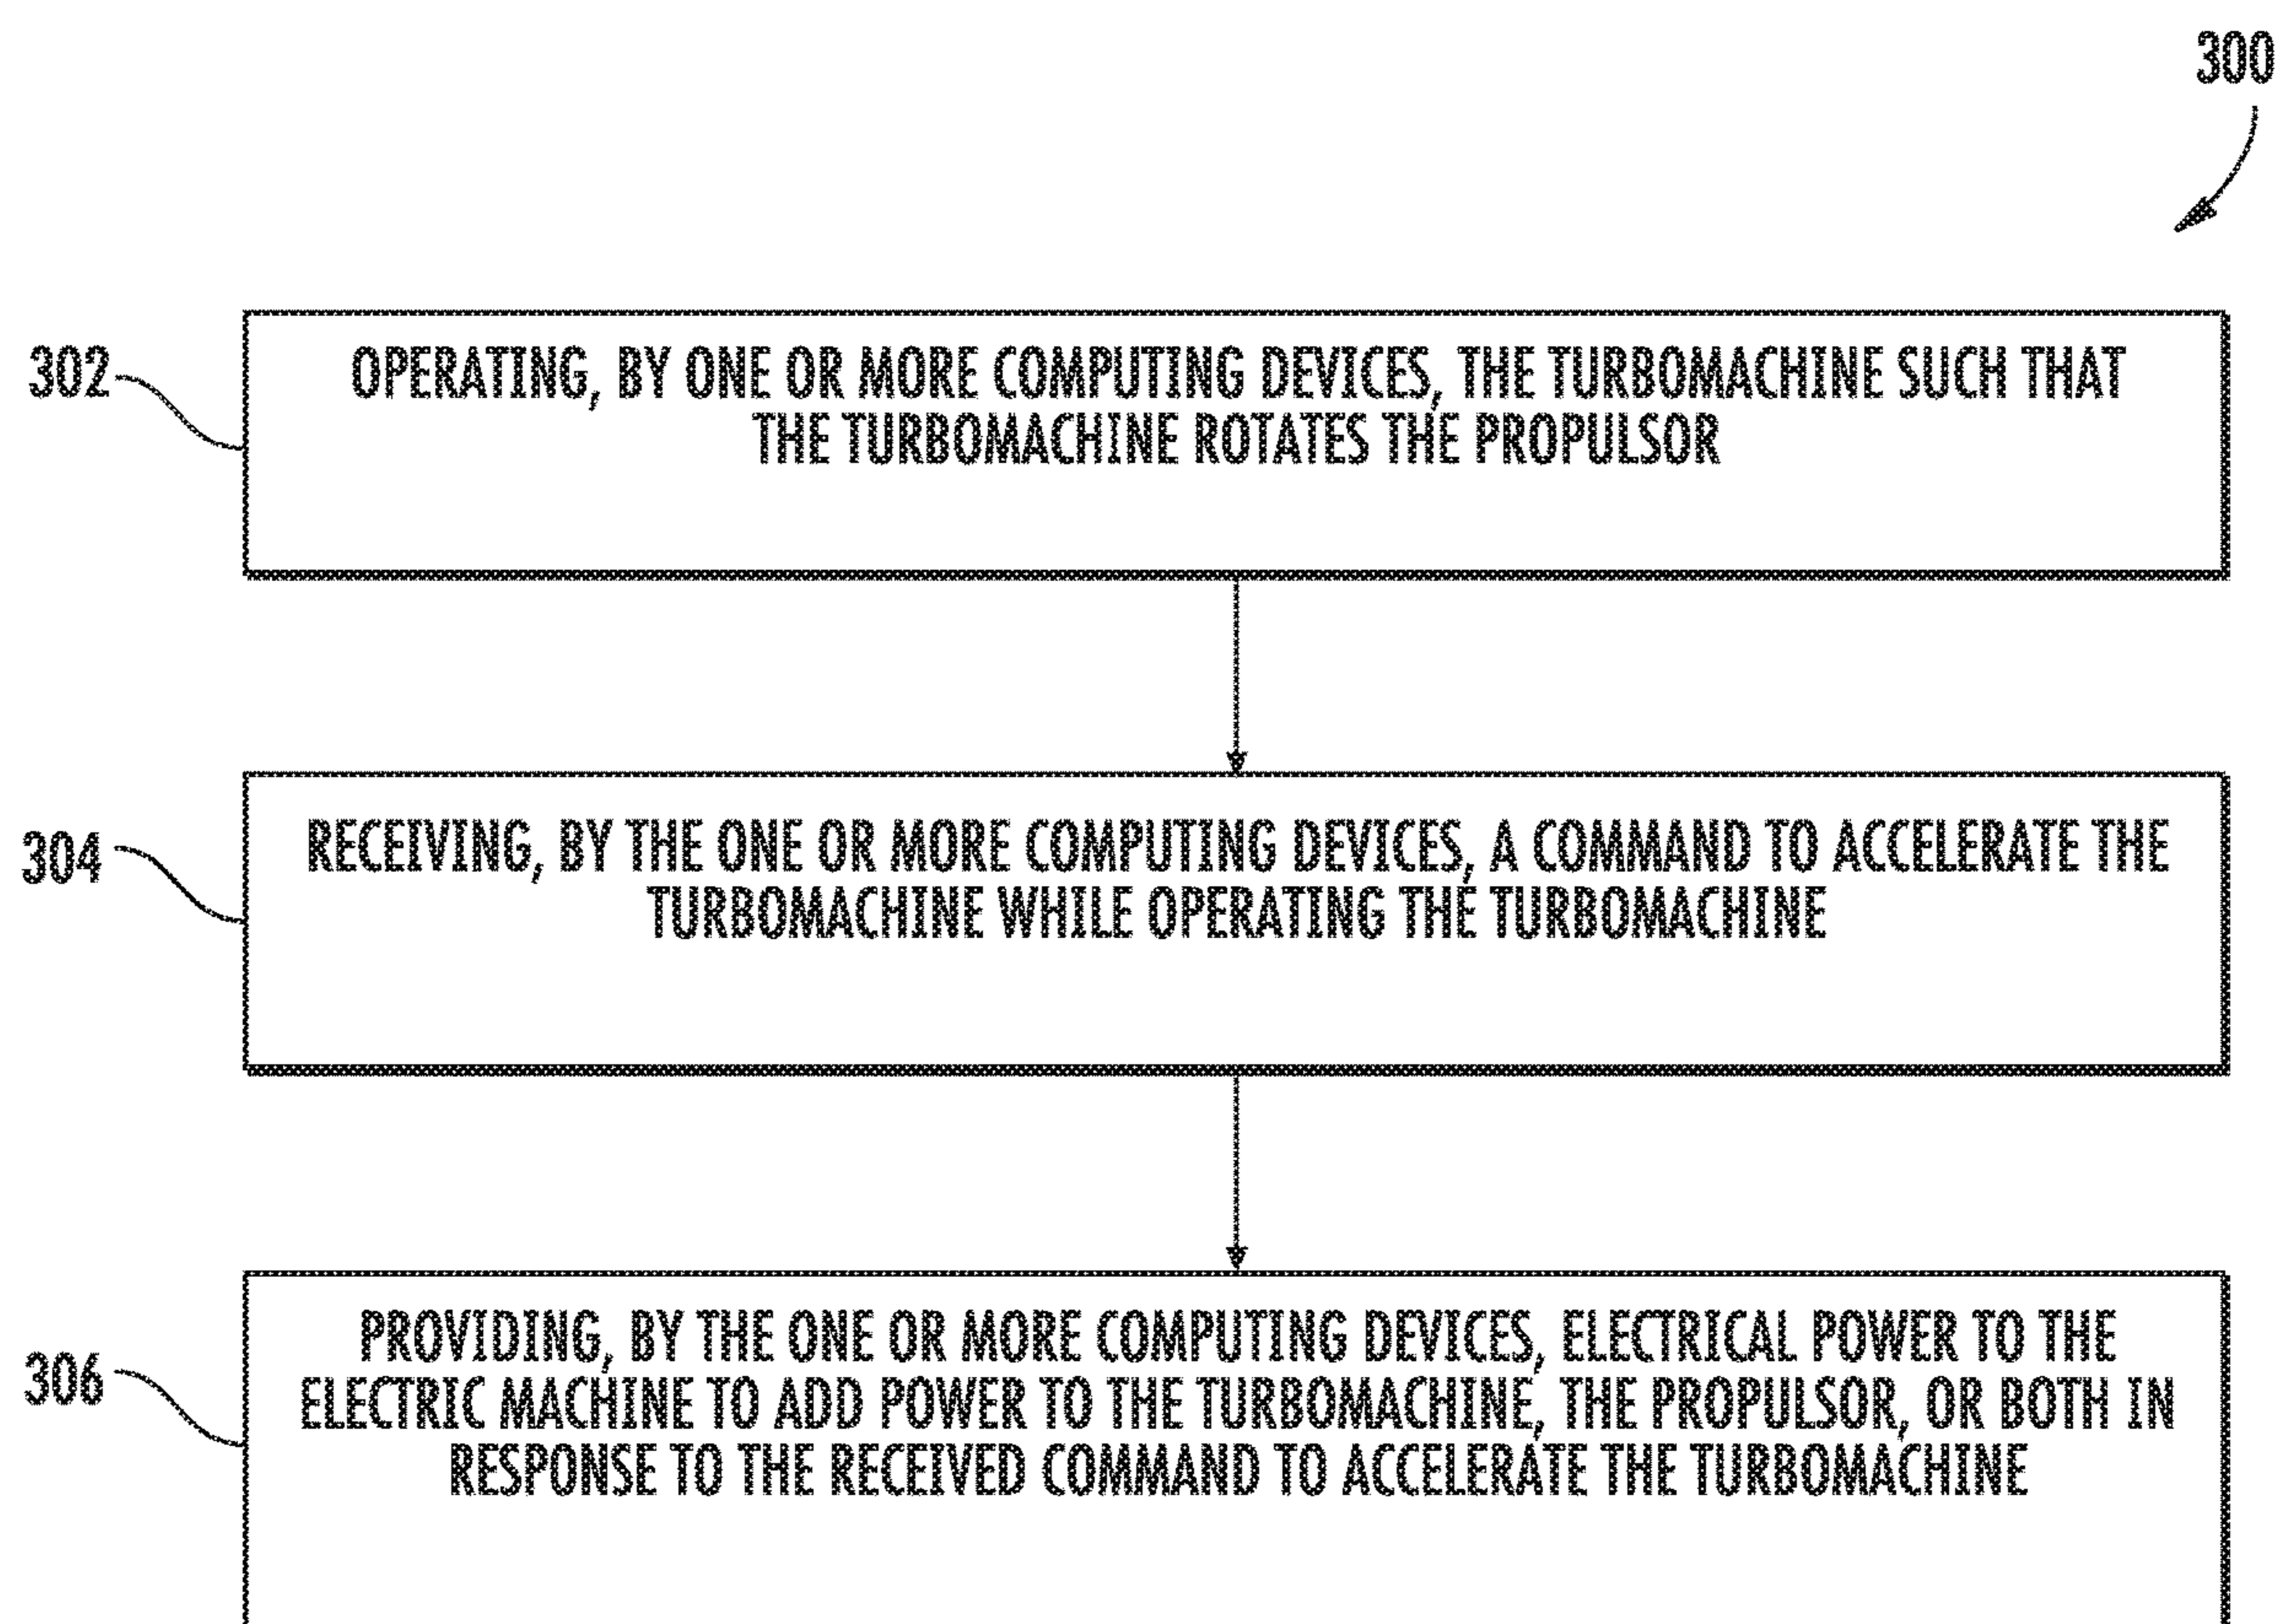 300
302
OPERATING, BY ONE OR MORE COMPUTING DEVICES, THE TURBOMACHINE SUCH THAT
THE TURBOMACHINE ROTATES THE PROPULSOR
304
RECEIVING, BY THE ONE OR MORE COMPUTING DEVICES, A COMMAND TO ACCELERATE THE
TURBOMACHINE WHILE OPERATING THE TURBOMACHINE
306
PROVIDING, BY THE ONE OR MORE COMPUTING DEVICES, ELECTRICAL POWER TO THE
ELECTRIC MACHINE TO ADD POWER TO THE TURBOMACHINE, THE PROPULSOR, OR BOTH IN
RESPONSE TO THE RECEIVED COMMAND TO ACCELERATE THE TURBOMACHINE